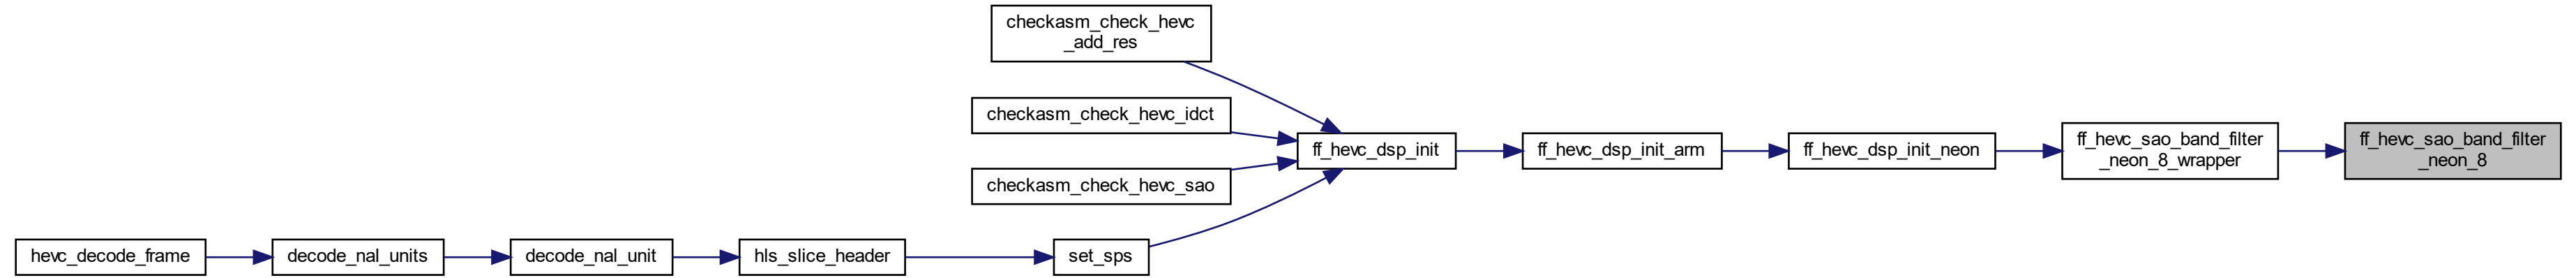 checkasm_check_hevc
_add_res
checkasm_check_hevc_idct
checkasm_check_hevc_sao
ff_hevc_dsp_init
ff_hevc_dsp_init_arm
ff_hevc_dsp_init_neon
ff_hevc_sao_band_filter
_neon_8_wrapper
ff_hevc_sao_band_filter
_neon_8
hevc_decode_frame
decode_nal_units
decode_nal_unit
hls_slice_header
set_sps